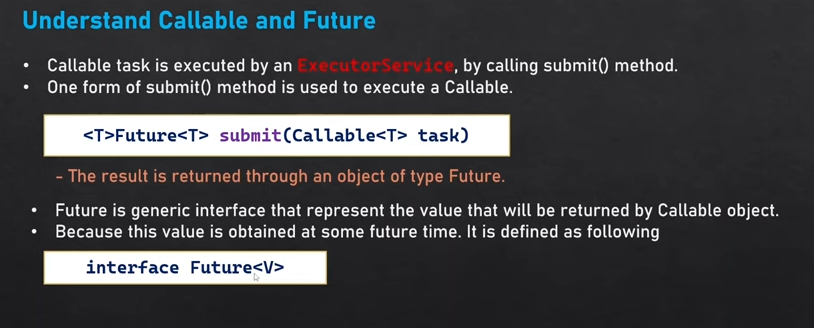 Understand Callable and Future
• Callable task is executed by an ExecutorService, by calling submit() method.
• One form of submit() method is used to execute a Callable.
<T>Future<T> submit(Callable<T> task)
- The result is returned through an object of type Future.
• Future is generic interface that represent the value that will be returned by Callable object.
• Because this value is obtained at some future time. It is defined as following
interface Future<V>